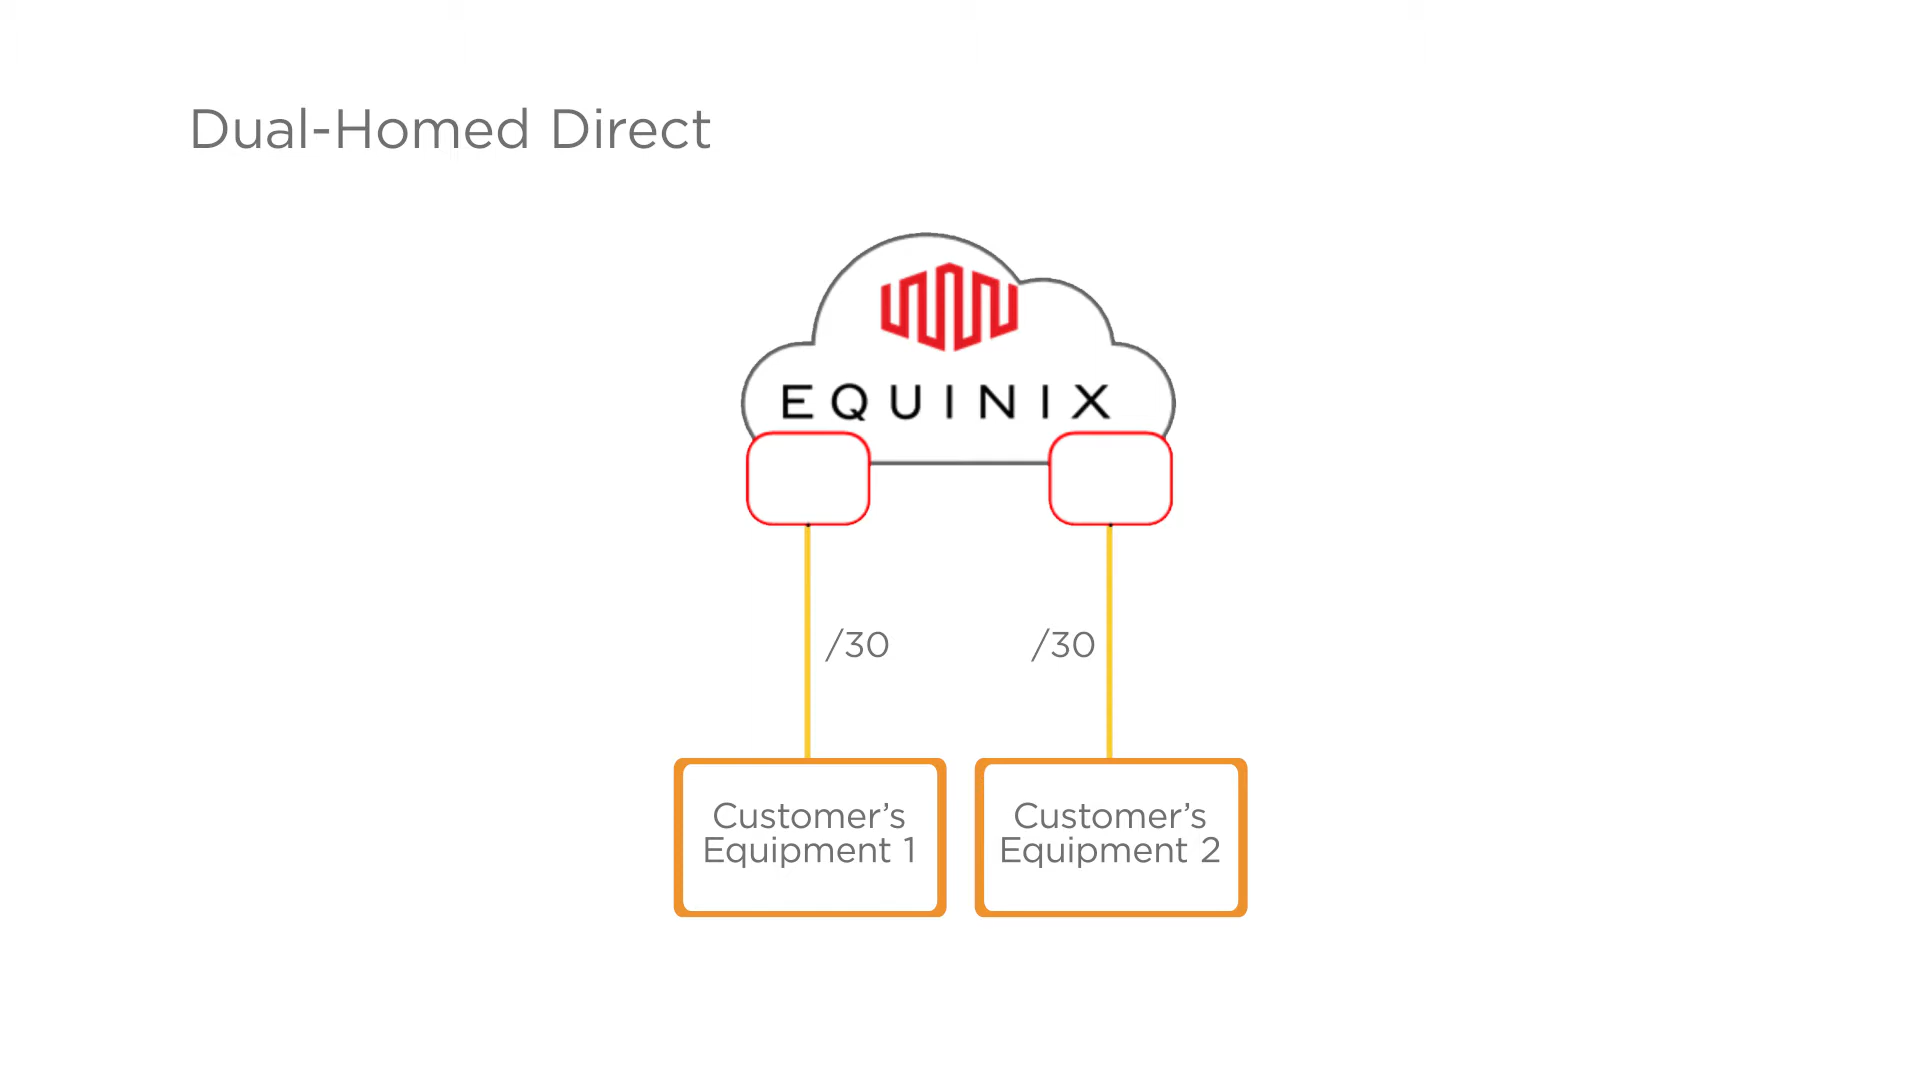 Dual-Homed Direct
EQUINIX
/30 /30
Customer’s
Equipment 1
Customer’s
Equipment 2